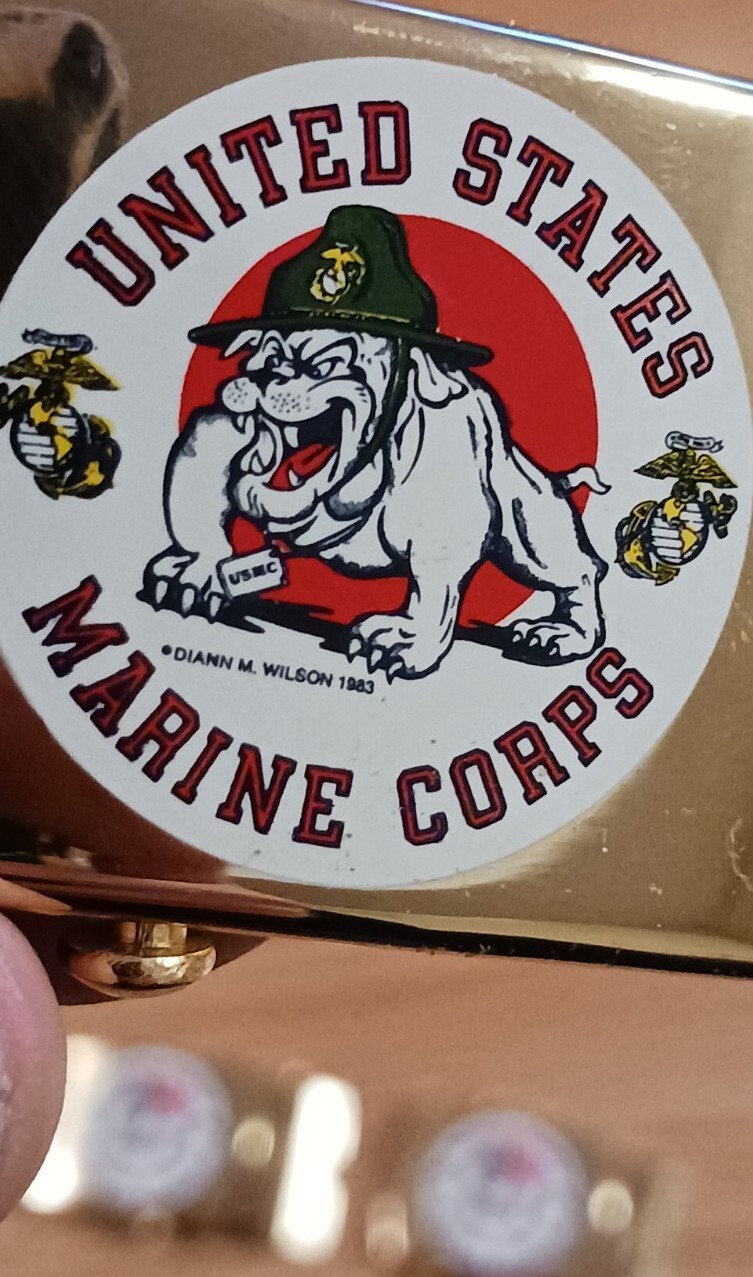 UNITED STATES
USMC
©DIANN M. WILSON 1983
MARINE CORPS